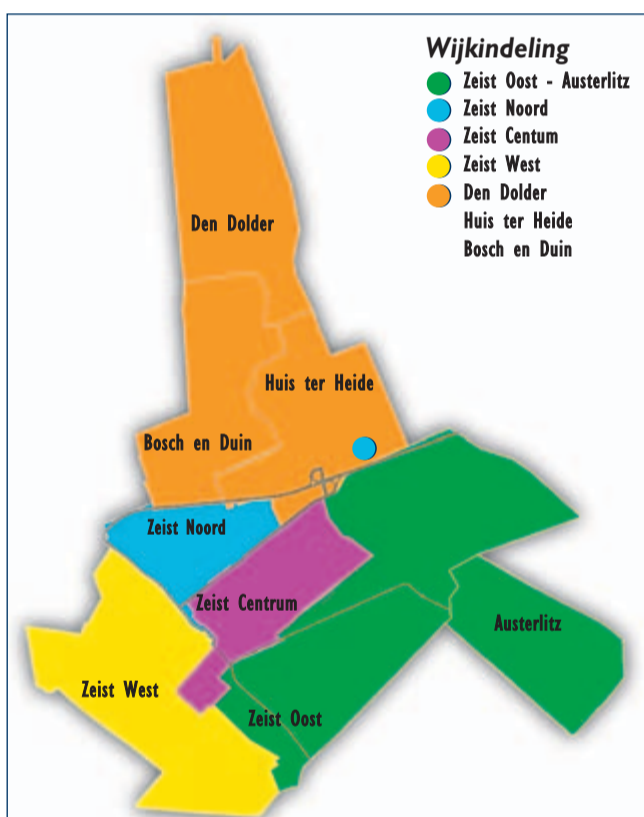 Wijkindeling
Zeist Oost - Austerlitz
Zeist Noord
Zeist Centum
Zeist West
Den Dolder
Huis ter Heide
Bosch en Duin
Den Dolder
Huis ter Heide
Bosch en Duin
Zeist Noord
Zeist Centrum
Austerlitz
Zeist West
Zeist Oost